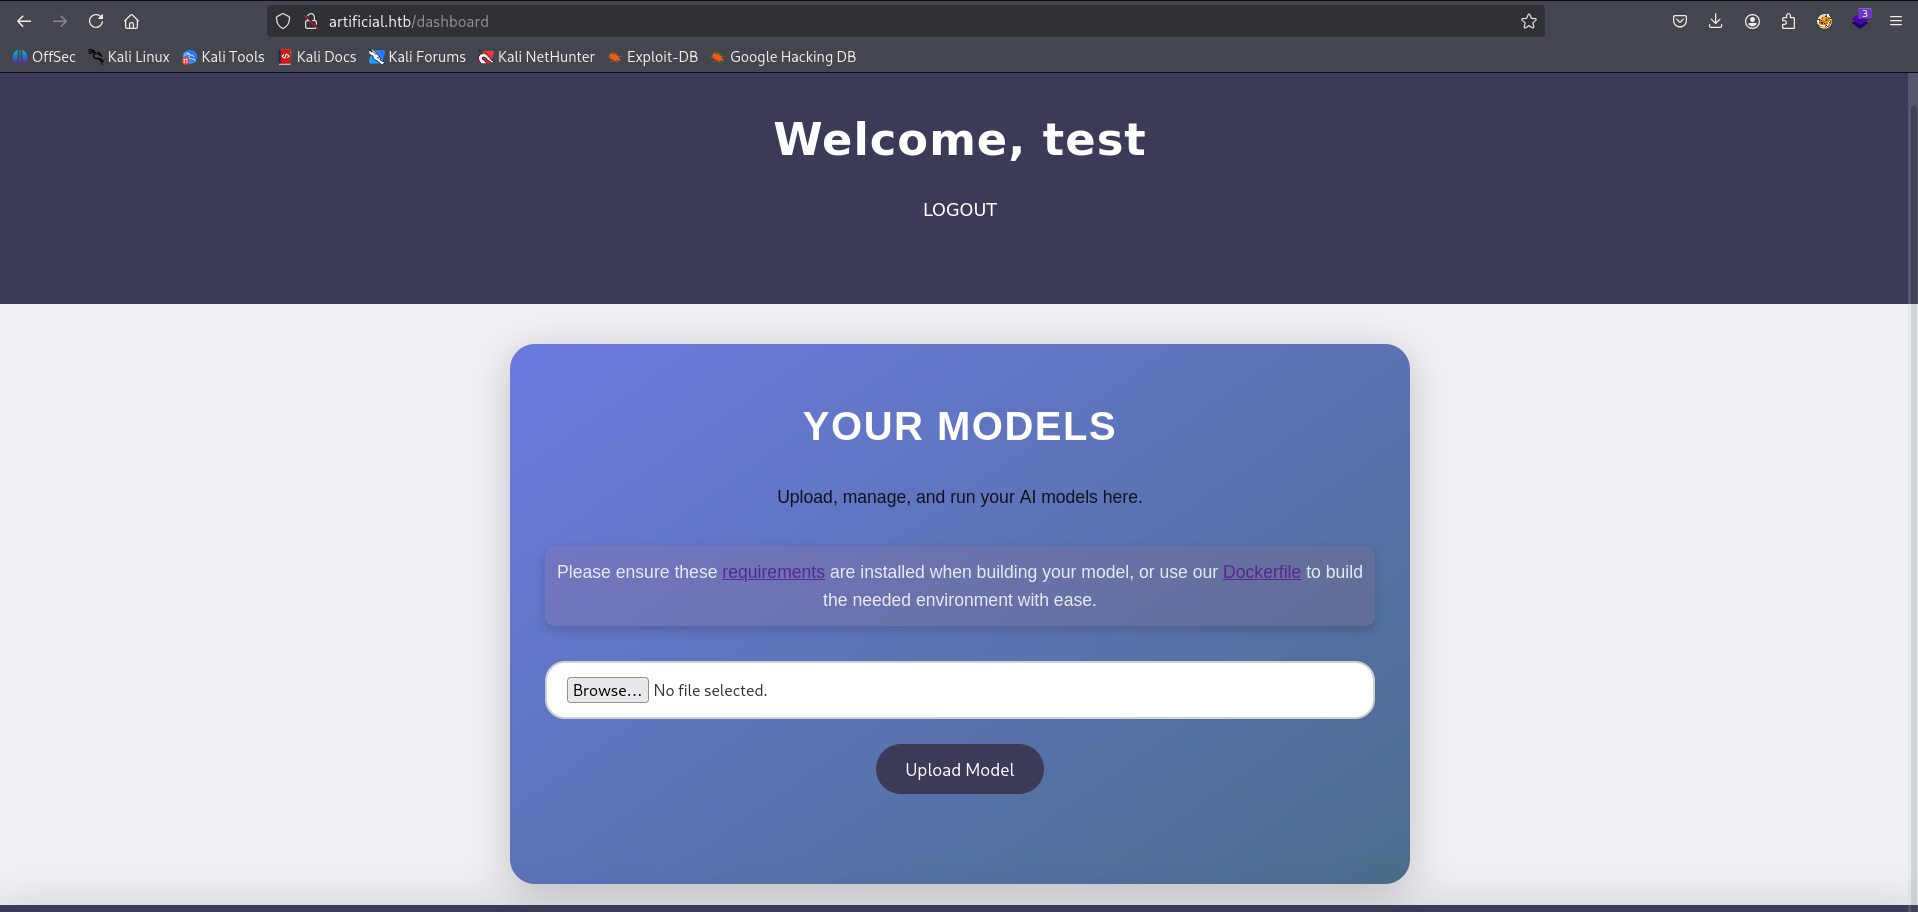 artificial.htb/dashboard
3
OffSec Kali Linux Kali Tools Kali Docs Kali Forums Kali NetHunter Exploit-DB Google Hacking DB
Welcome, test
LOGOUT
YOUR MODELS
Upload, manage, and run your AI models here.
Please ensure these requirements are installed when building your model, or use our Dockerfile to build
the needed environment with ease.
Browse... No file selected.
Upload Model